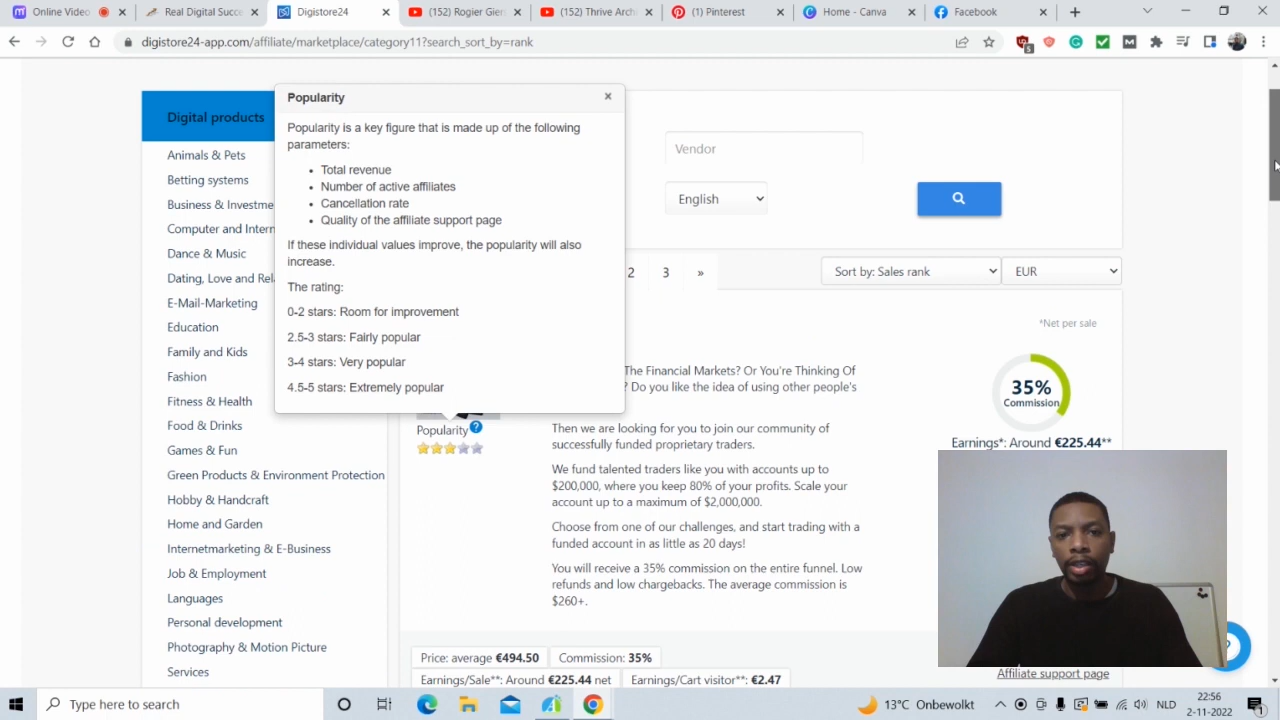 Online Video
Real Digital Succ
Digistore24
(152) Rogier Gien
(152) Thrive Arch
(1) Pinterest
Home - Canva
Facebook
digistore24-app.com/affiliate/marketplace/category11?search_sort_by=rank
5
Digital products
Animals & Pets
Betting systems
Business & Investme
Computer and Intern
Dance & Music
Dating, Love and Rel
E-Mail-Marketing
Education
Family and Kids
Fashion
Fitness & Health
Food & Drinks
Games & Fun
Green Products & Environment Protection
Hobby & Handcraft
Home and Garden
Internetmarketing & E-Business
Job & Employment
Languages
Personal development
Photography & Motion Picture
Services
Popularity
×
Popularity is a key figure that is made up of the following
parameters:
• Total revenue
• Number of active affiliates
• Cancellation rate
• Quality of the affiliate support page
If these individual values improve, the popularity will also
increase.
The rating:
0-2 stars: Room for improvement
2.5-3 stars: Fairly popular
3-4 stars: Very popular
4.5-5 stars: Extremely popular
Vendor
English
2 3 »
Sort by: Sales rank
EUR
*Net per sale
The Financial Markets? Or You're Thinking Of
? Do you like the idea of using other people's
35%
Commission
Earnings*: Around €225.44**
Popularity ?
Then we are looking for you to join our community of
successfully funded proprietary traders.
We fund talented traders like you with accounts up to
$200,000, where you keep 80% of your profits. Scale your
account up to a maximum of $2,000,000.
Choose from one of our challenges, and start trading with a
funded account in as little as 20 days!
You will receive a 35% commission on the entire funnel. Low
refunds and low chargebacks. The average commission is
$260+.
Price: average €494.50
Commission: 35%
Earnings/Sale**: Around €225.44 net
Earnings/Cart visitor**: €2.47
Affiliate support page
Type here to search
13°C Onbewolkt
NLD
22:56
2-11-2022